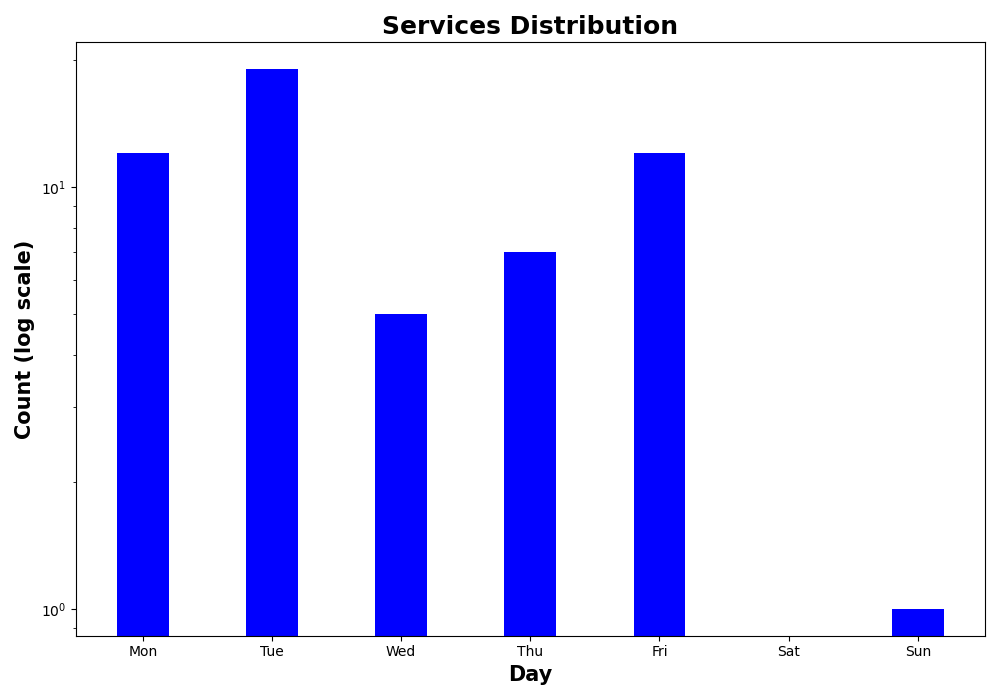 Services Distribution
Count (log scale)
10¹
10⁰
Mon Tue Wed Thu Fri Sat Sun
Day